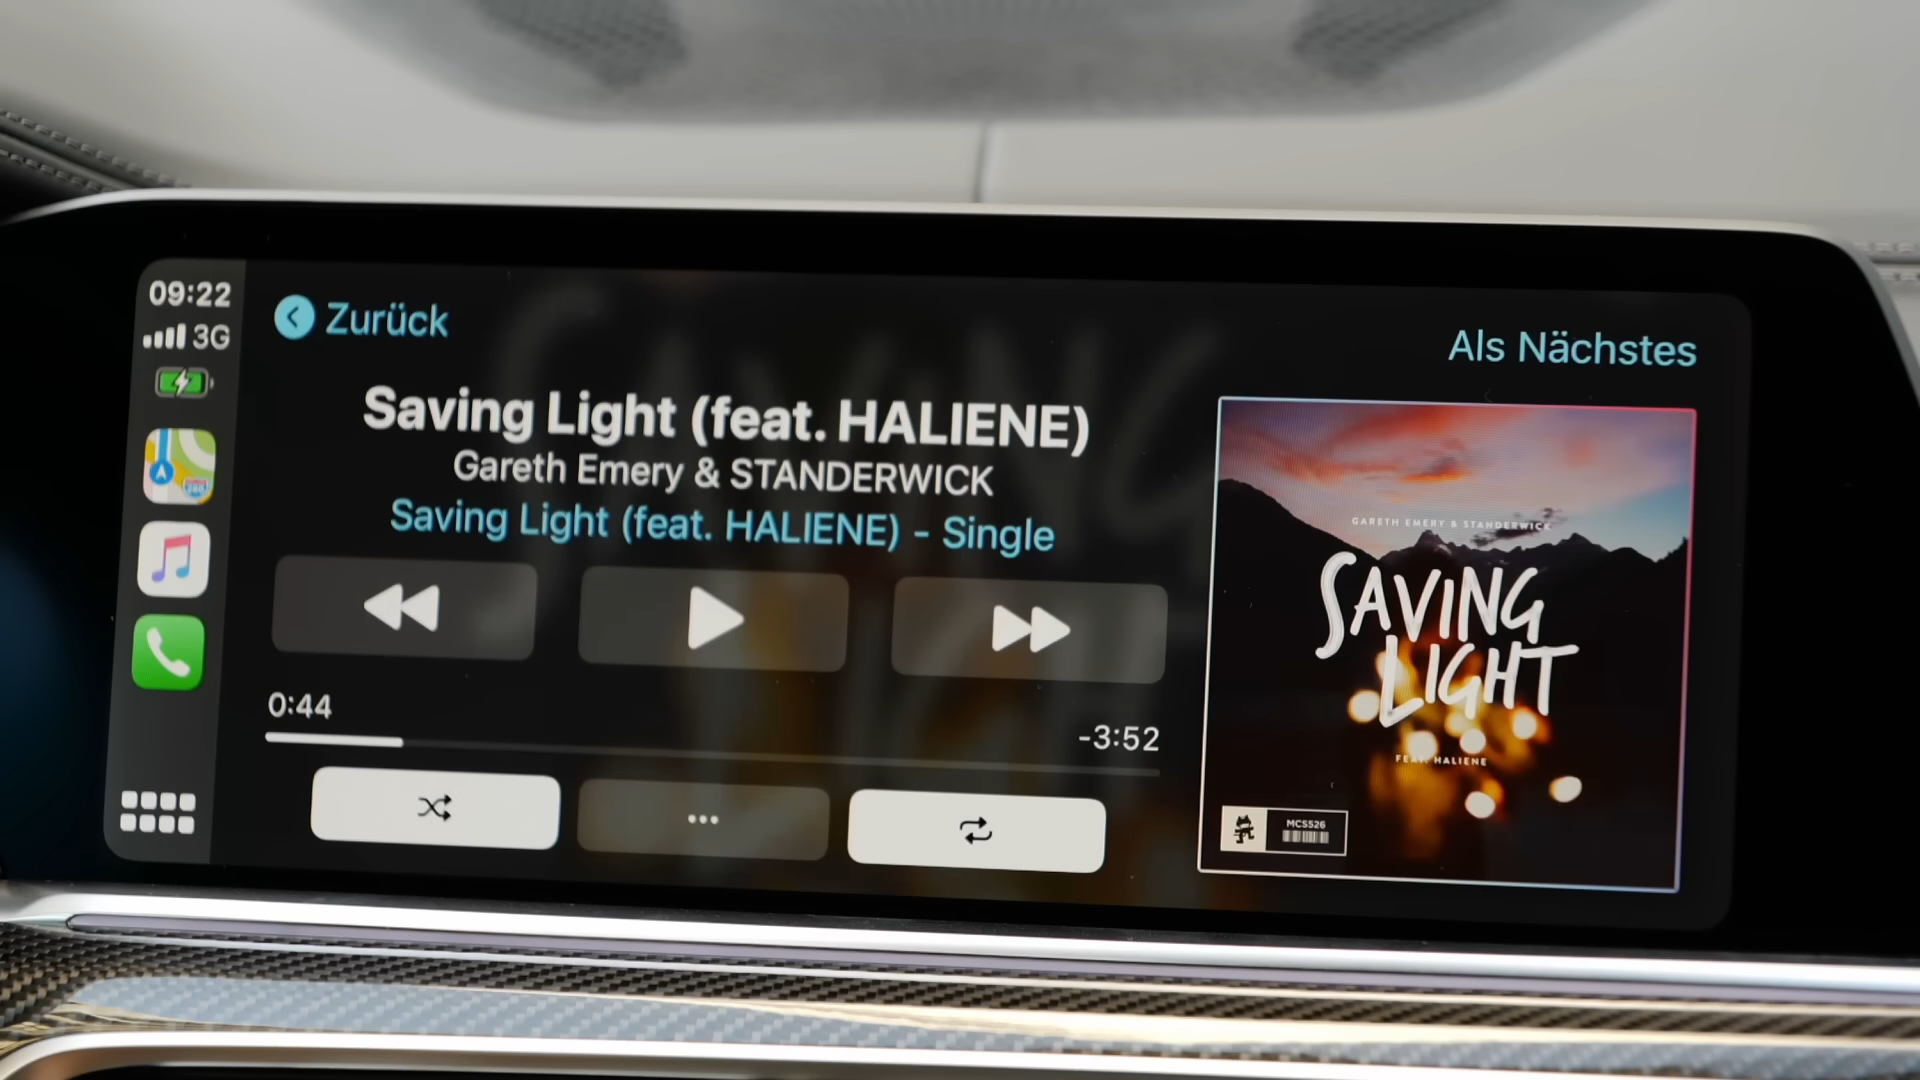 09:22
3G
Zurück
Als Nächstes
Saving Light (feat. HALIENE)
Gareth Emery & STANDERWICK
Saving Light (feat. HALIENE) - Single
0:44
-3:52
GARETH EMERY & STANDERWICK
SAVING
LIGHT
FEAT. HALIENE
MCS526